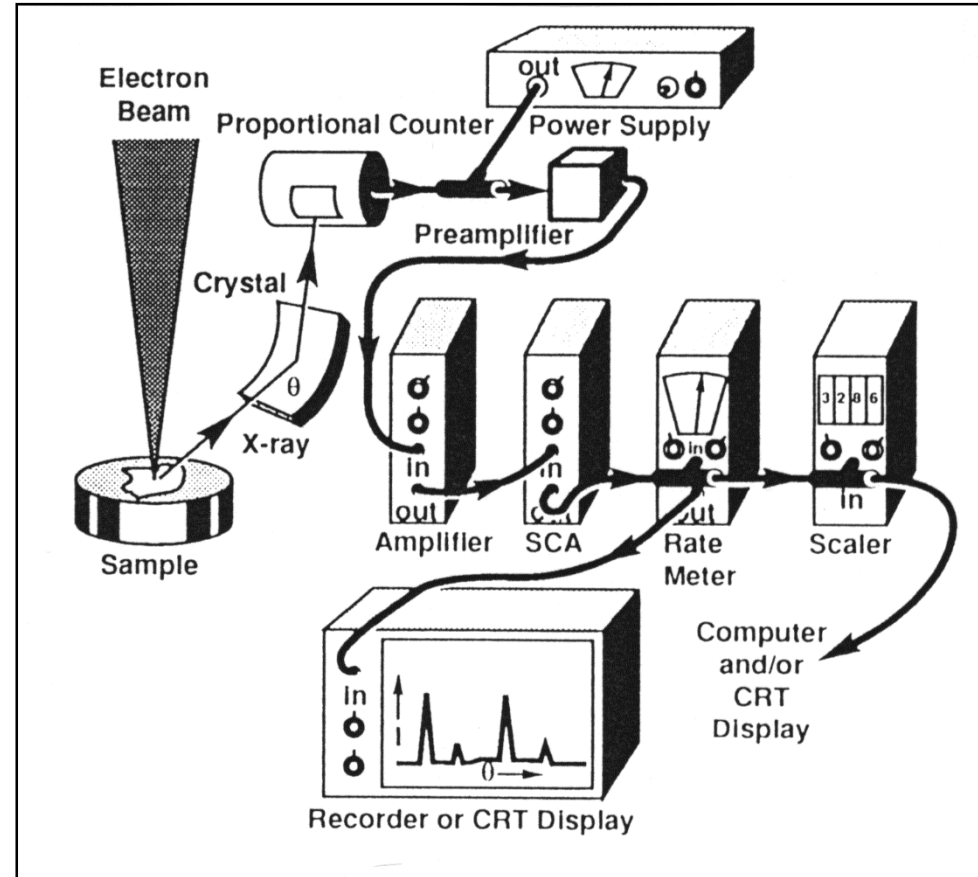 out
Electron
Beam
Proportional Counter
Power Supply
Preamplifier
Crystal
θ
X-ray
Sample
in
out
Amplifier
in
out
SCA
in
out
Rate
Meter
3 2 8 6
in
Scaler
Computer
and/or
CRT
Display
in
I
θ
Recorder or CRT Display